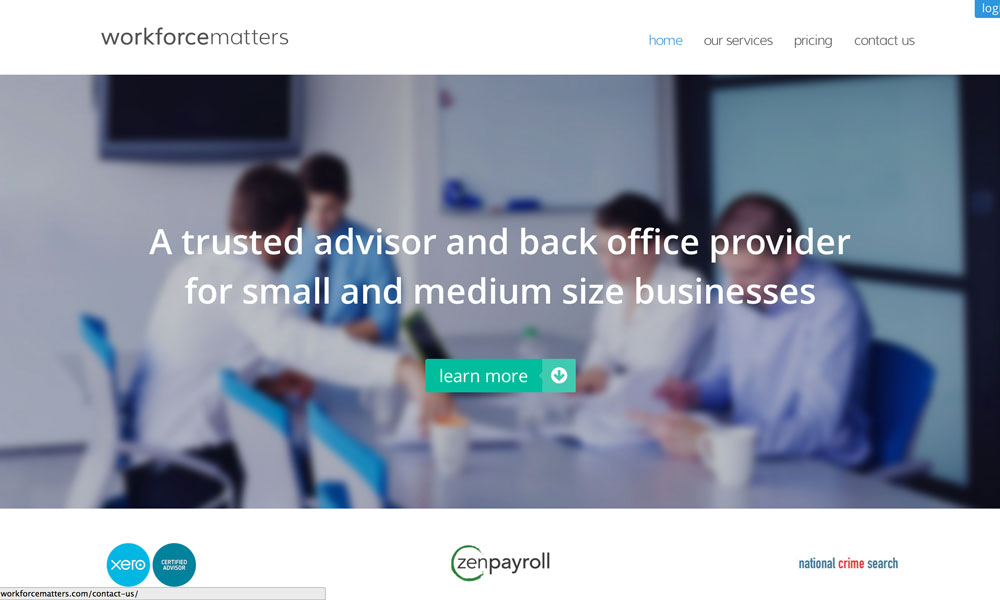 log
workforcematters
home our services pricing contact us
A trusted advisor and back office provider
for small and medium size businesses
learn more
xero CERTIFIED
ADVISOR
zenpayroll
national crime search
workforcematters.com/contact-us/